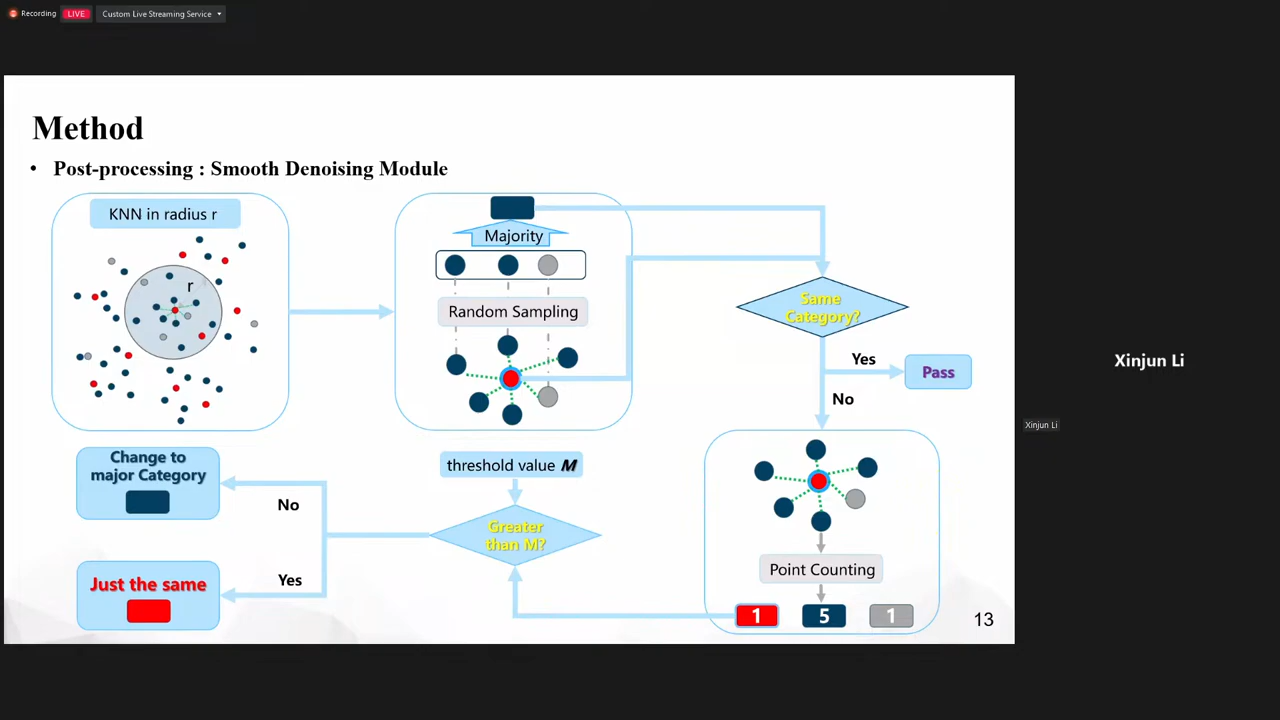 Recording
LIVE
Custom Live Streaming Service
Method
• Post-processing : Smooth Denoising Module
KNN in radius r
r
Majority
Random Sampling
Same
Category?
Yes
Pass
No
Point Counting
1
5
1
threshold value M
Greater
than M?
No
Change to
major Category
Yes
Just the same
13
Xinjun Li
Xinjun Li